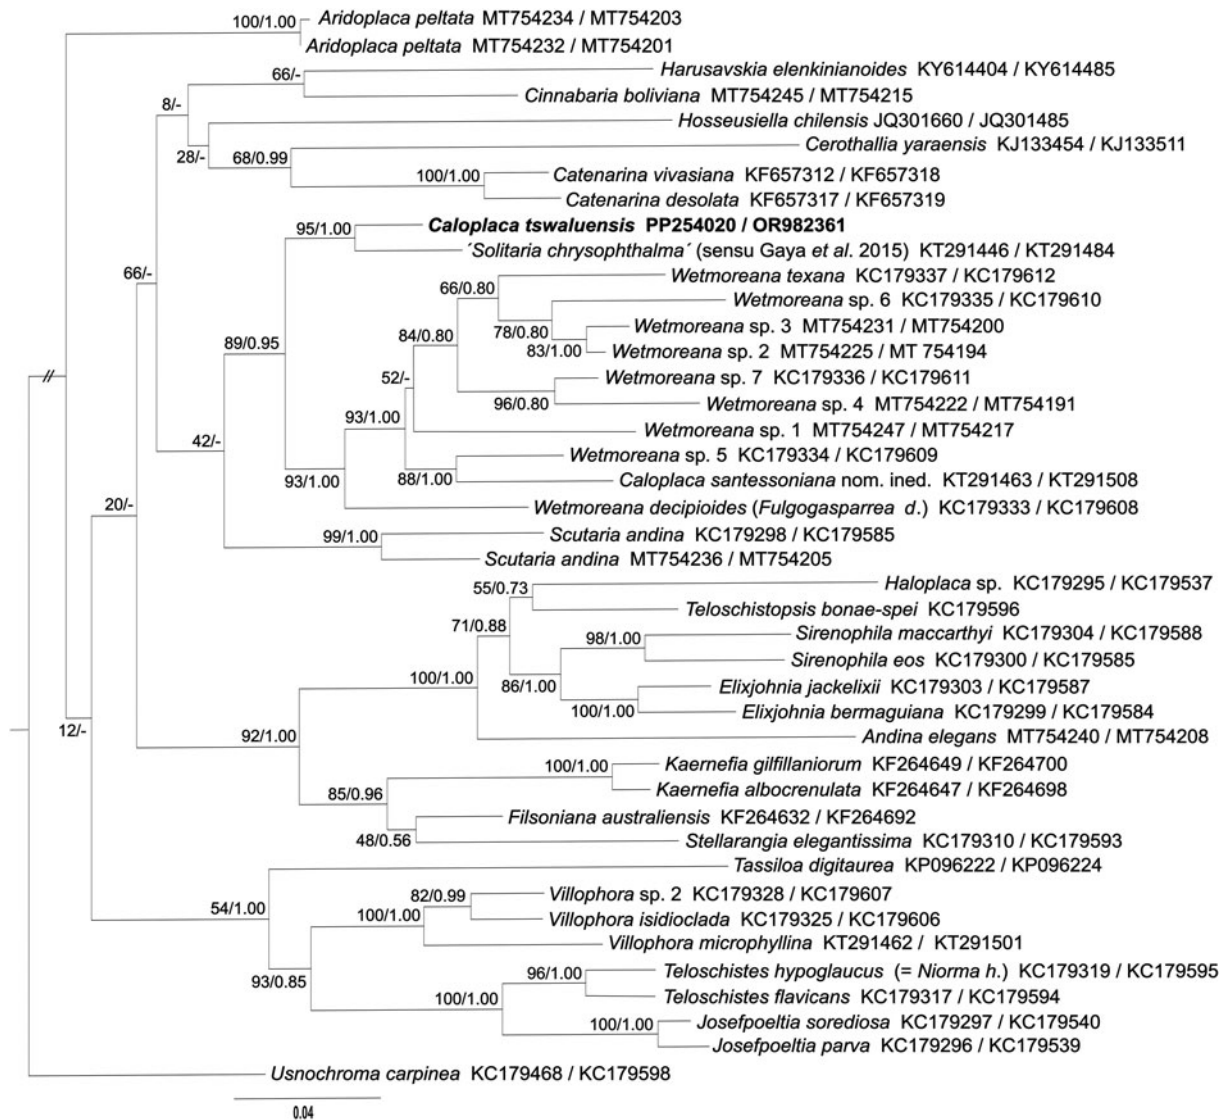 100/1.00
Aridoplaca peltata MT754234 / MT754203
Aridoplaca peltata MT754232 / MT754201
66/-
Harusavskia elenkinianoides KY614404 / KY614485
Cinnabaria boliviana MT754245 / MT754215
8/-
Hosseusiella chilensis JQ301660 / JQ301485
28/-
68/0.99
Cerothallia yaraensis KJ133454 / KJ133511
100/1.00
Catenarina vivasiana KF657312 / KF657318
Catenarina desolata KF657317 / KF657319
95/1.00
Caloplaca tswaluensis PP254020 / OR982361
´Solitaria chrysophthalma´ (sensu Gaya et al. 2015) KT291446 / KT291484
66/-
66/0.80
Wetmoreana texana KC179337 / KC179612
Wetmoreana sp. 6 KC179335 / KC179610
78/0.80
Wetmoreana sp. 3 MT754231 / MT754200
84/0.80
83/1.00
Wetmoreana sp. 2 MT754225 / MT 754194
89/0.95
52/-
Wetmoreana sp. 7 KC179336 / KC179611
96/0.80
Wetmoreana sp. 4 MT754222 / MT754191
93/1.00
Wetmoreana sp. 1 MT754247 / MT754217
42/-
Wetmoreana sp. 5 KC179334 / KC179609
93/1.00
88/1.00
Caloplaca santessoniana nom. ined. KT291463 / KT291508
20/-
Wetmoreana decipioides (Fulgogasparrea d.) KC179333 / KC179608
99/1.00
Scutaria andina KC179298 / KC179585
Scutaria andina MT754236 / MT754205
55/0.73
Haloplaca sp. KC179295 / KC179537
Teloschistopsis bonae-spei KC179596
71/0.88
98/1.00
Sirenophila maccarthyi KC179304 / KC179588
Sirenophila eos KC179300 / KC179585
100/1.00
86/1.00
Elixjohnia jackelixii KC179303 / KC179587
100/1.00
Elixjohnia bermaguiana KC179299 / KC179584
12/-
92/1.00
Andina elegans MT754240 / MT754208
100/1.00
Kaernefia gilfillaniorum KF264649 / KF264700
Kaernefia albocrenulata KF264647 / KF264698
85/0.96
Filsoniana australiensis KF264632 / KF264692
48/0.56
Stellarangia elegantissima KC179310 / KC179593
Tassiloa digitaurea KP096222 / KP096224
54/1.00
82/0.99
Villophora sp. 2 KC179328 / KC179607
100/1.00
Villophora isidioclada KC179325 / KC179606
Villophora microphyllina KT291462 / KT291501
93/0.85
96/1.00
Teloschistes hypoglaucus (= Niorma h.) KC179319 / KC179595
100/1.00
Teloschistes flavicans KC179317 / KC179594
100/1.00
Josefpoeltia sorediosa KC179297 / KC179540
Josefpoeltia parva KC179296 / KC179539
Usnochroma carpinea KC179468 / KC179598
0.04